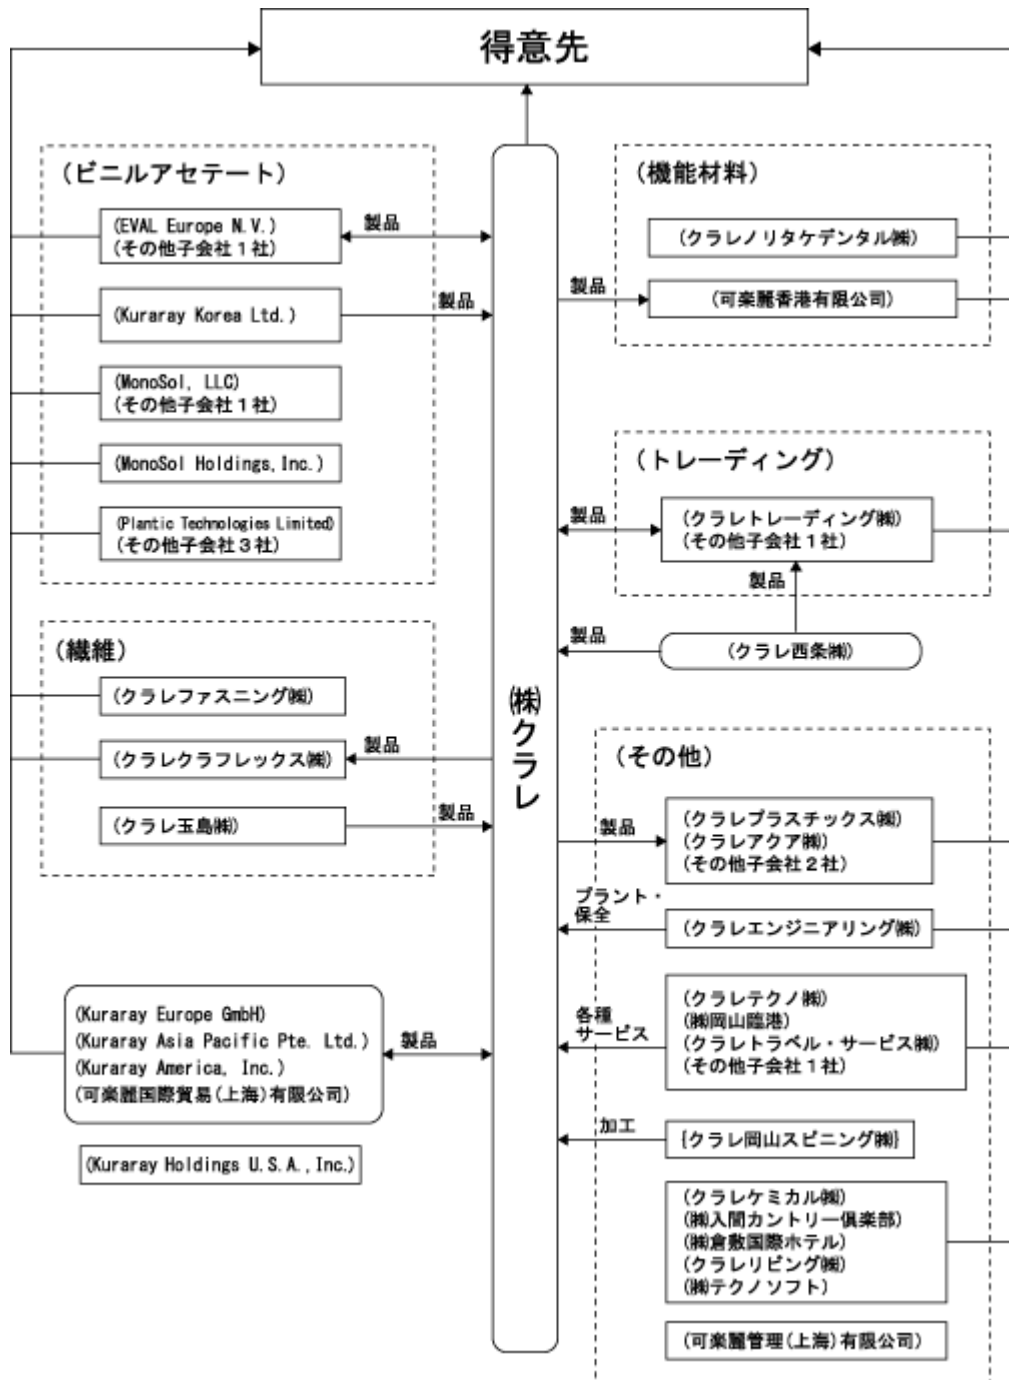 得意先
(ビニルアセテート)
(EVAL Europe N.V.)
(その他子会社1社)
製品
(Kuraray Korea Ltd.)
製品
(MonoSol, LLC)
(その他子会社1社)
(MonoSol Holdings,Inc.)
(Plantic Technologies Limited)
(その他子会社3社)
(繊維)
(クラレファスニング㈱)
(クラレクラフレックス㈱)
製品
(クラレ玉島㈱)
製品
(Kuraray Europe GmbH)
(Kuraray Asia Pacific Pte. Ltd.)
(Kuraray America, Inc.)
(可楽麗国際貿易(上海)有限公司)
製品
(Kuraray Holdings U.S.A.,Inc.)
㈱クラレ
(機能材料)
(クラレノリタケデンタル㈱)
製品
(可楽麗香港有限公司)
(トレーディング)
製品
(クラレトレーディング㈱)
(その他子会社1社)
製品
製品
(クラレ西条㈱)
(その他)
製品
(クラレプラスチックス㈱)
(クラレアクア㈱)
(その他子会社2社)
プラント・
保全
(クラレエンジニアリング㈱)
各種
サービス
(クラレテクノ㈱)
(㈱岡山臨港)
(クラレトラベル・サービス㈱)
(その他子会社1社)
加工
{クラレ岡山スピニング㈱}
(クラレケミカル㈱)
(㈱入間カントリー倶楽部)
(㈱倉敷国際ホテル)
(クラレリビング㈱)
(㈱テクノソフト)
(可楽麗管理(上海)有限公司)